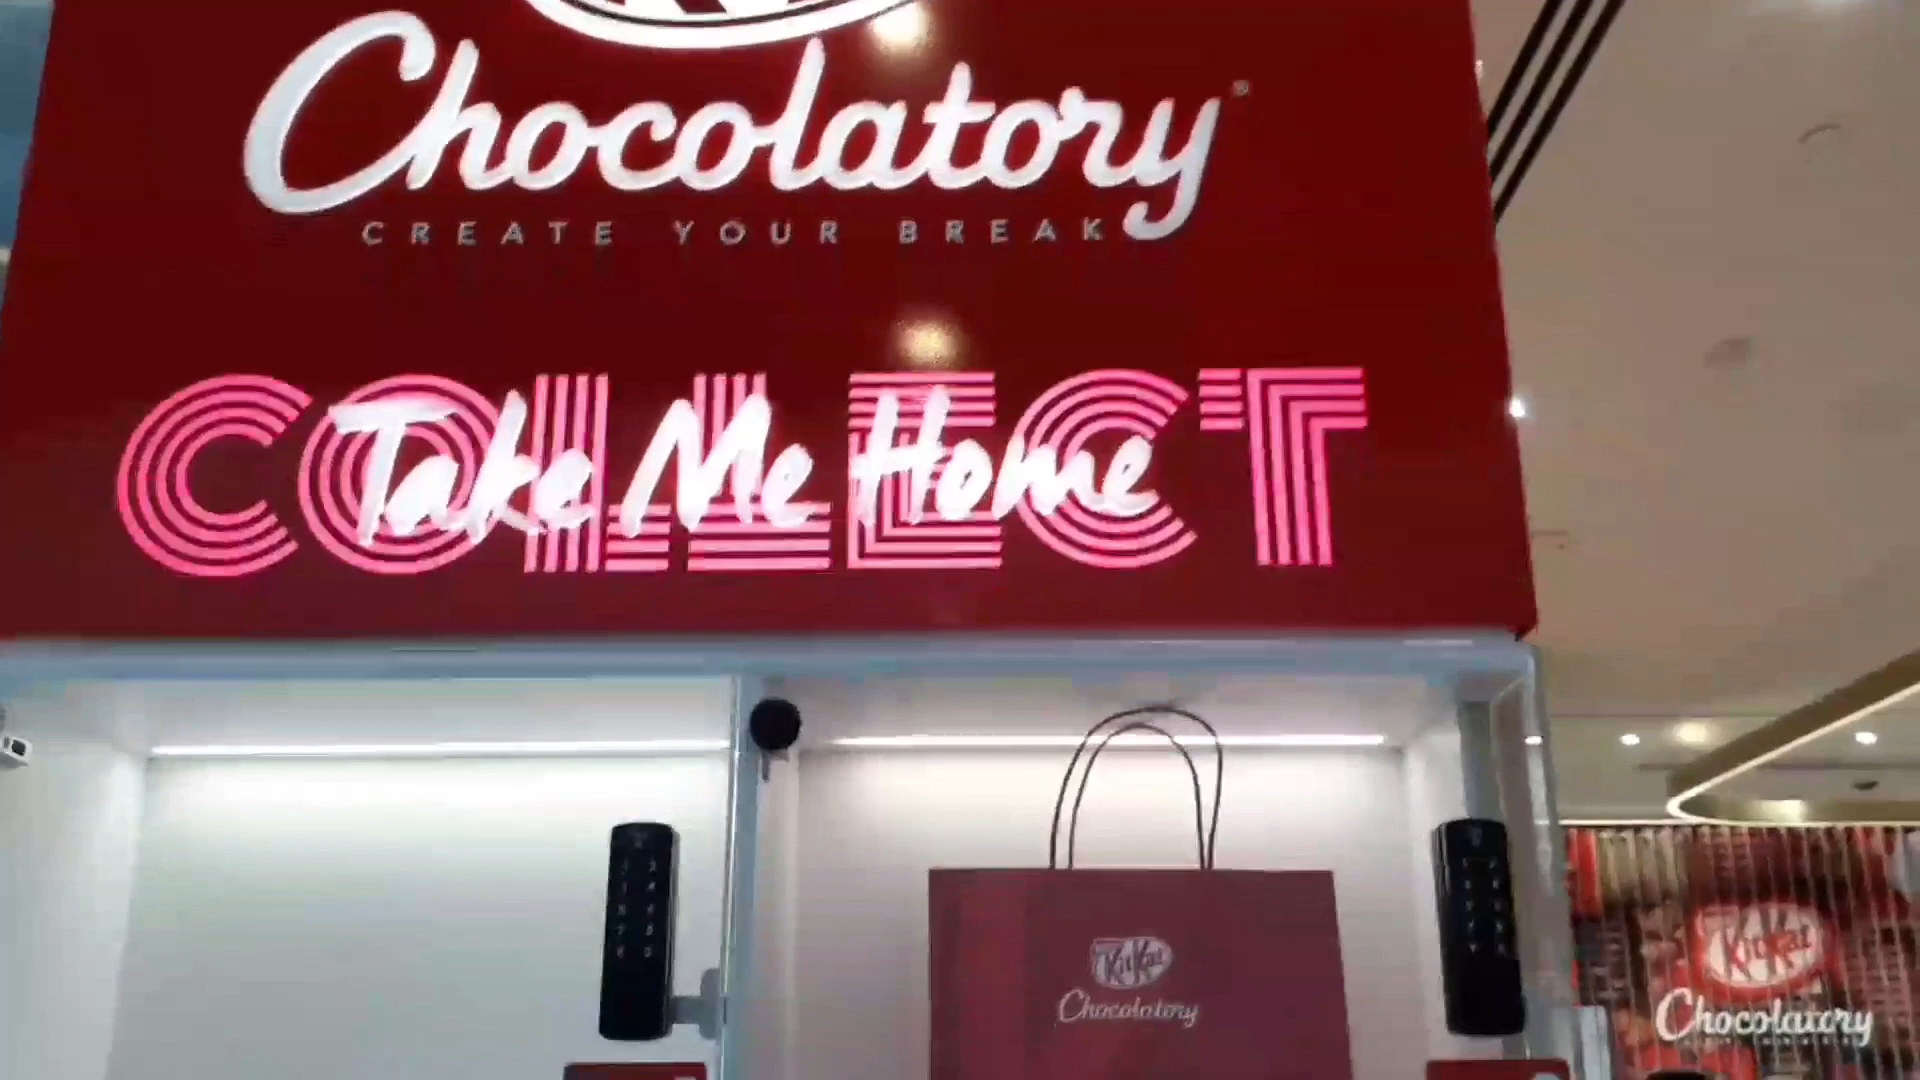 Chocolatory
CREATE YOUR BREAK
COLLECT
Take Me Home
KitKat
Chocolatory
KitKat
Chocolatory